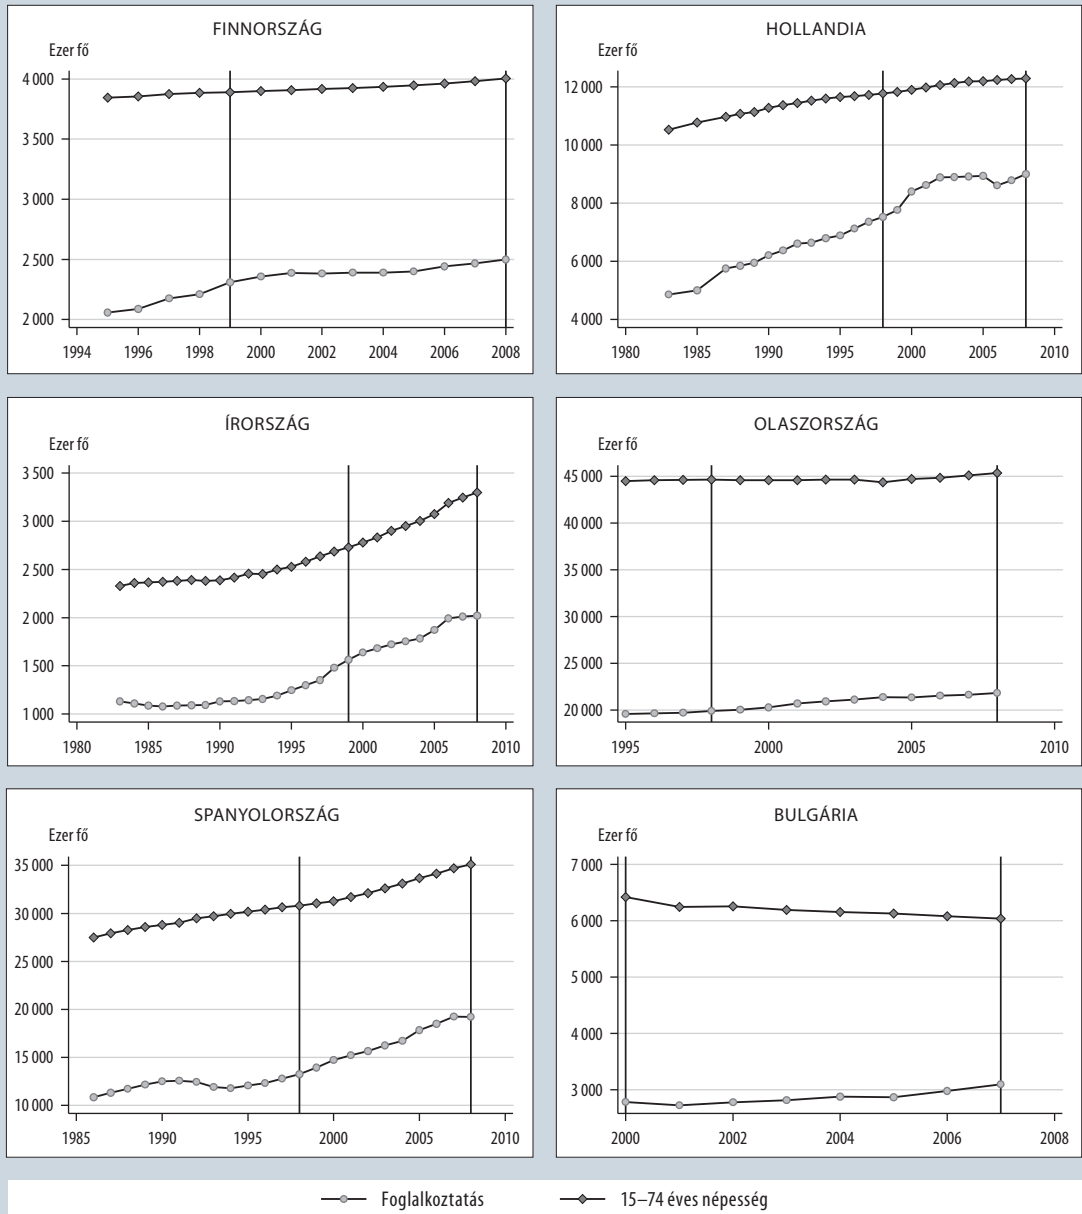 FINNORSZÁG
Ezer fő
4 000
3 500
3 000
2 500
2 000
1994 1996 1998 2000 2002 2004 2006 2008
HOLLANDIA
Ezer fő
12 000
10 000
8 000
6 000
4 000
1980 1985 1990 1995 2000 2005 2010
ÍRORSZÁG
Ezer fő
3 500
3 000
2 500
2 000
1 500
1 000
1980 1985 1990 1995 2000 2005 2010
OLASZORSZÁG
Ezer fő
45 000
40 000
35 000
30 000
25 000
20 000
1995 2000 2005 2010
SPANYOLORSZÁG
Ezer fő
35 000
30 000
25 000
20 000
15 000
10 000
1985 1990 1995 2000 2005 2010
BULGÁRIA
Ezer fő
7 000
6 000
5 000
4 000
3 000
2000 2002 2004 2006 2008
Foglalkoztatás 15–74 éves népesség